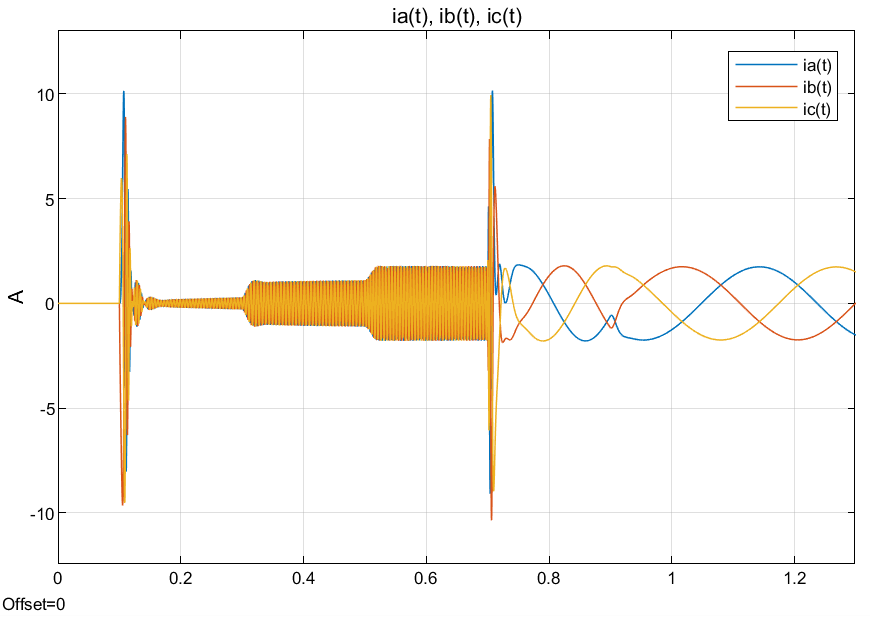 ia(t), ib(t), ic(t)
ia(t)
ib(t)
ic(t)
10
5
0
-5
-10
A
0 0.2 0.4 0.6 0.8 1 1.2
Offset=0